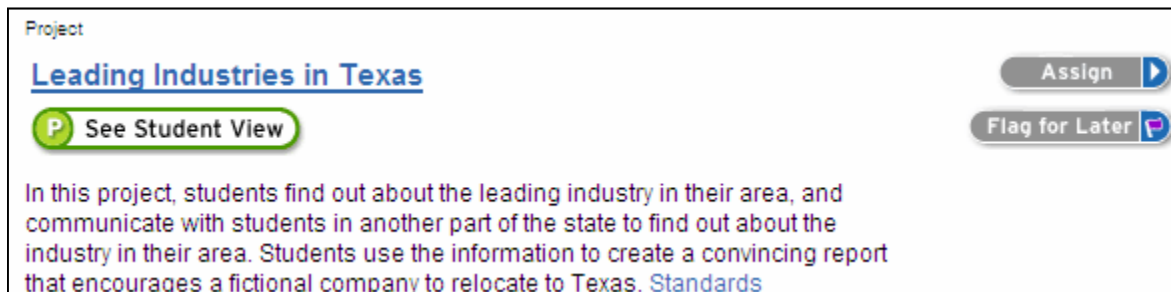 Project
Leading Industries in Texas
Assign
P See Student View
Flag for Later
In this project, students find out about the leading industry in their area, and
communicate with students in another part of the state to find out about the
industry in their area. Students use the information to create a convincing report
that encourages a fictional company to relocate to Texas. Standards